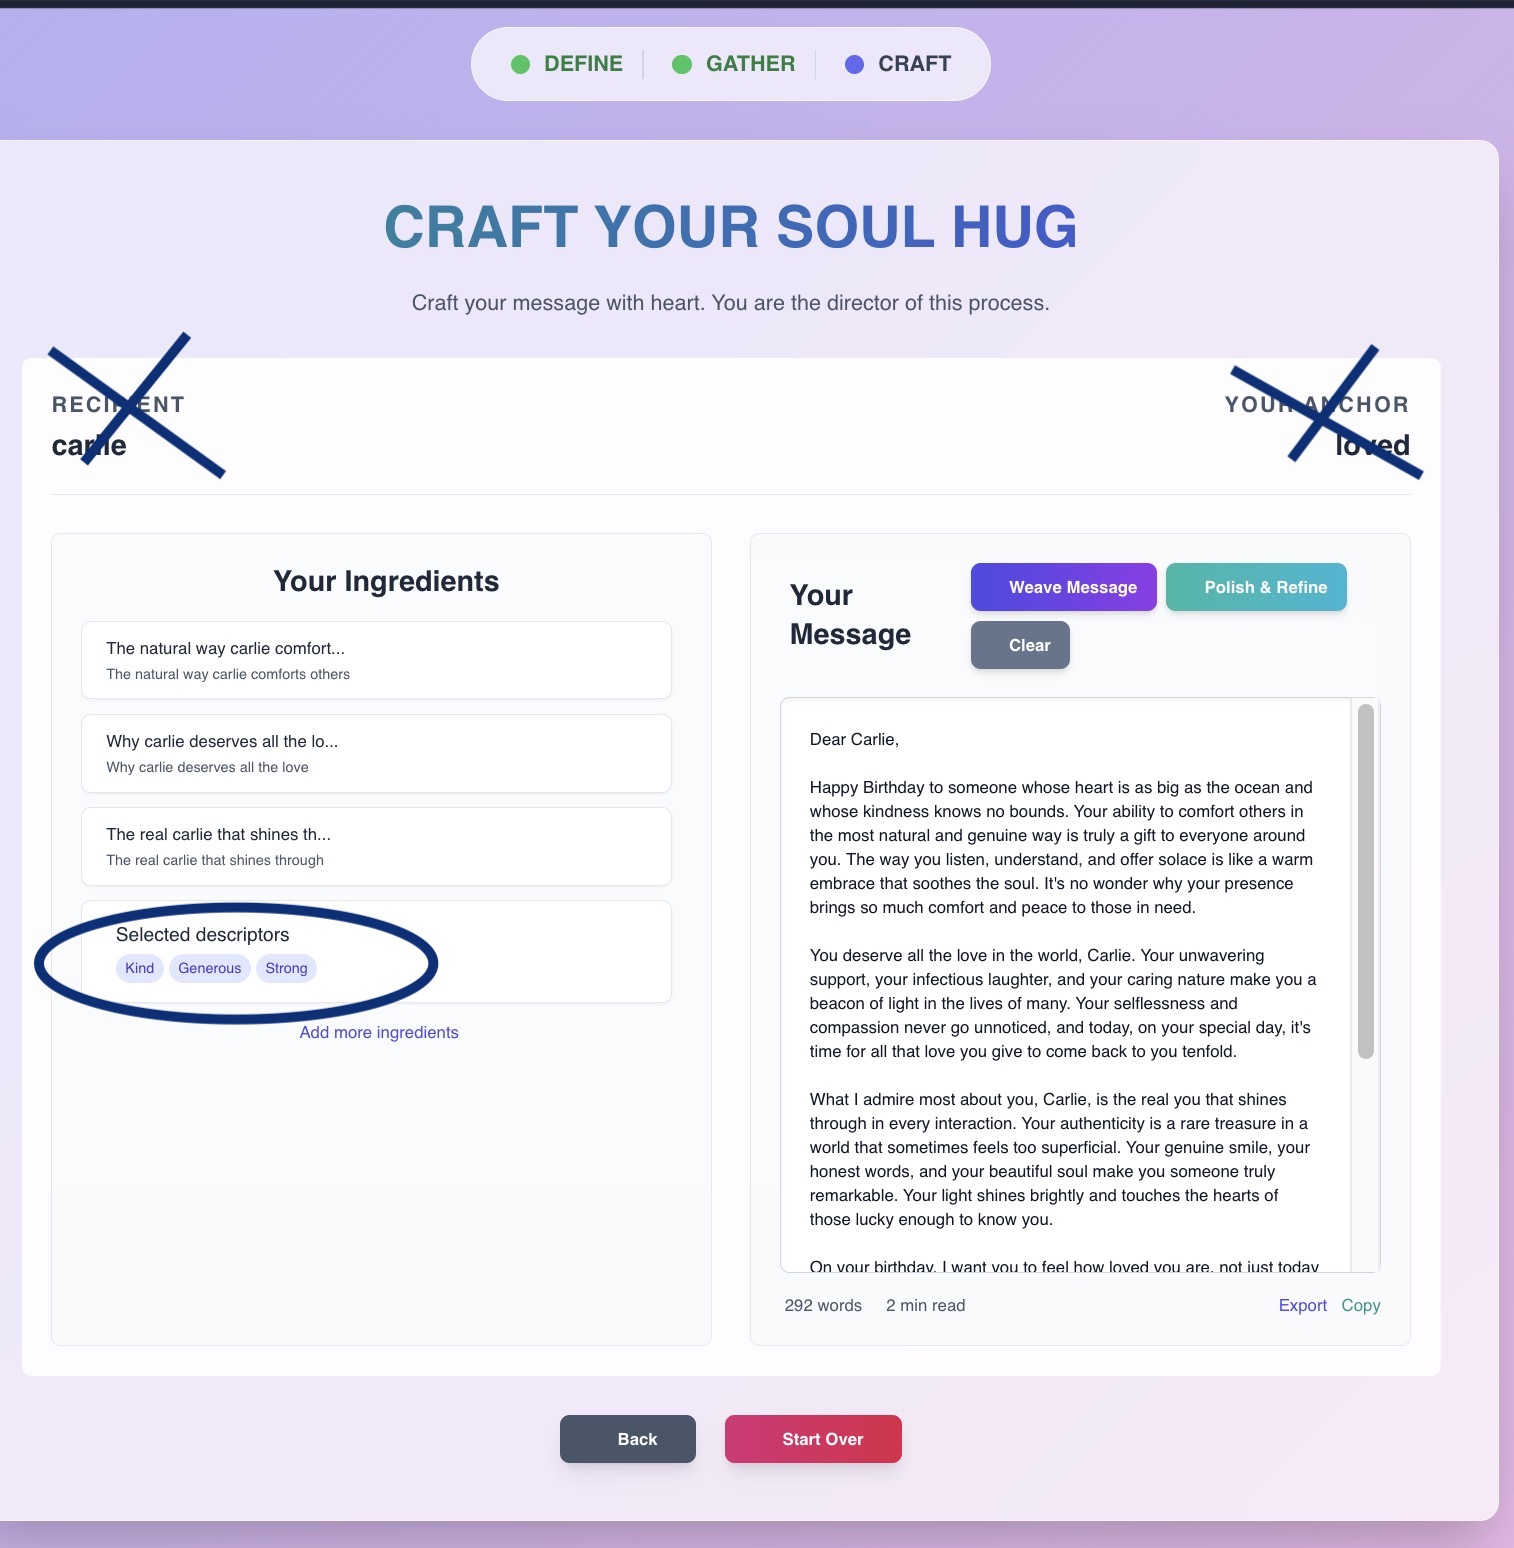 DEFINE
GATHER
CRAFT
CRAFT YOUR SOUL HUG
Craft your message with heart. You are the director of this process.
RECIPIENT
carlie
YOUR ANCHOR
loved
Your Ingredients
The natural way carlie comfort...
The natural way carlie comforts others
Why carlie deserves all the lo...
Why carlie deserves all the love
The real carlie that shines th...
The real carlie that shines through
Selected descriptors
Kind
Generous
Strong
Add more ingredients
Your
Message
Weave Message
Polish & Refine
Clear
Dear Carlie,
Happy Birthday to someone whose heart is as big as the ocean and
whose kindness knows no bounds. Your ability to comfort others in
the most natural and genuine way is truly a gift to everyone around
you. The way you listen, understand, and offer solace is like a warm
embrace that soothes the soul. It's no wonder why your presence
brings so much comfort and peace to those in need.
You deserve all the love in the world, Carlie. Your unwavering
support, your infectious laughter, and your caring nature make you a
beacon of light in the lives of many. Your selflessness and
compassion never go unnoticed, and today, on your special day, it's
time for all that love you give to come back to you tenfold.
What I admire most about you, Carlie, is the real you that shines
through in every interaction. Your authenticity is a rare treasure in a
world that sometimes feels too superficial. Your genuine smile, your
honest words, and your beautiful soul make you someone truly
remarkable. Your light shines brightly and touches the hearts of
those lucky enough to know you.
On your birthday, I want you to feel how loved you are, not just today
292 words
2 min read
Export
Copy
Back
Start Over